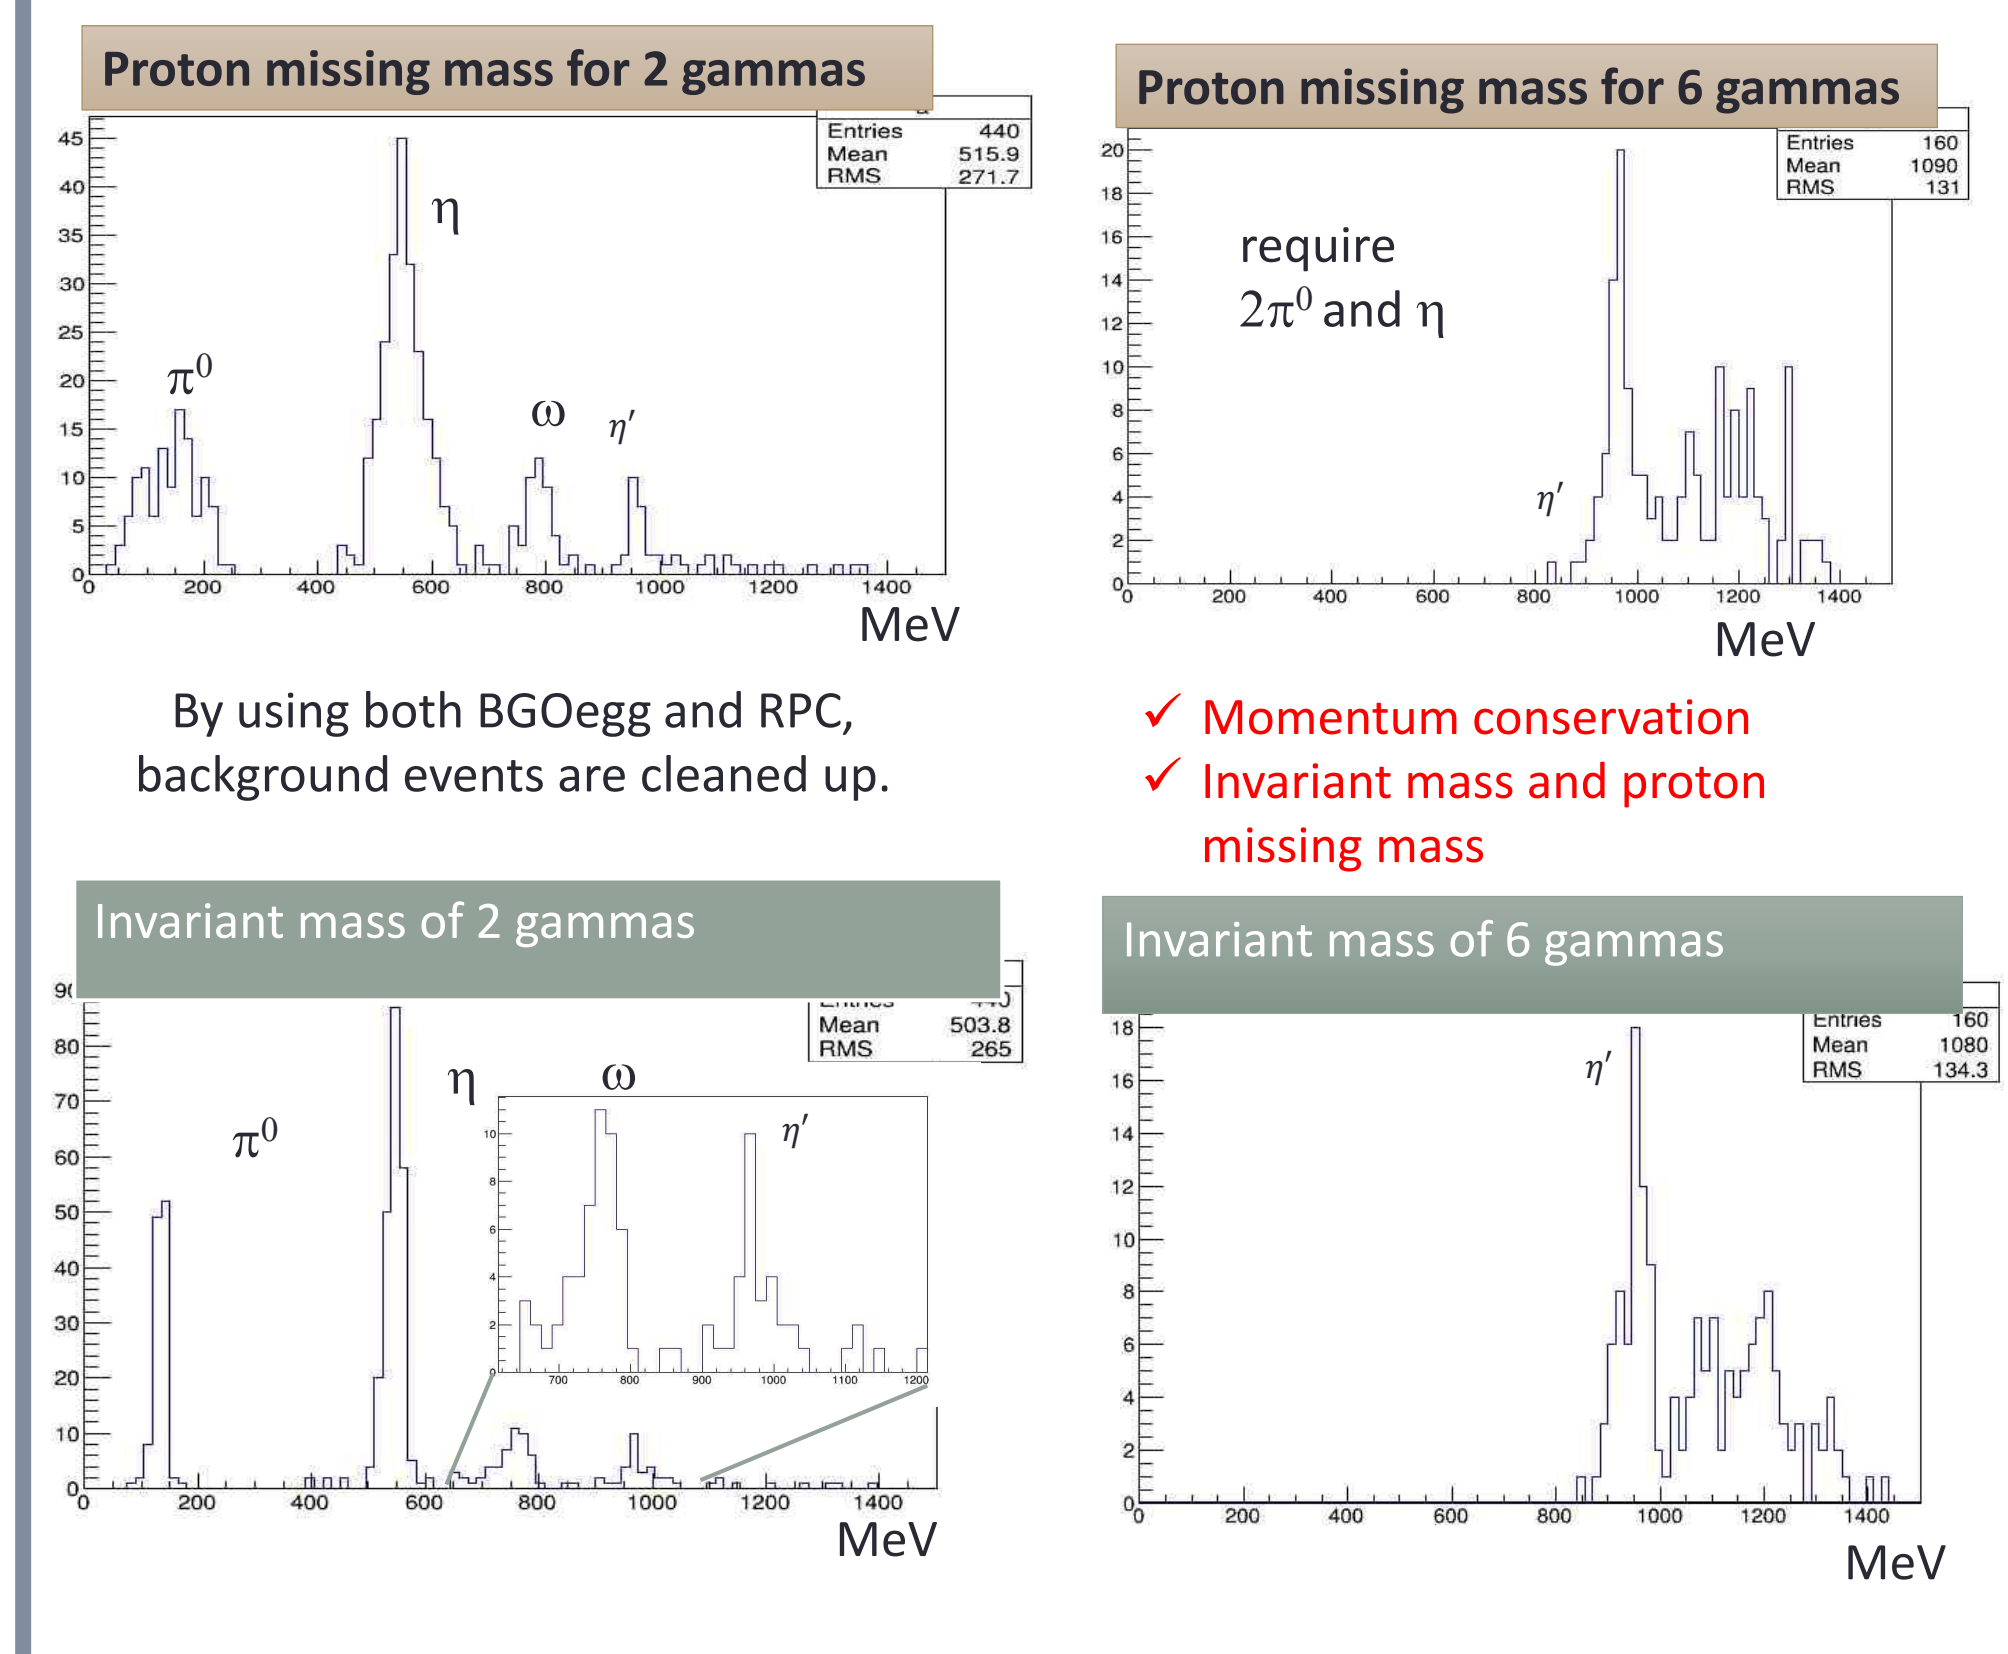 Proton missing mass for 2 gammas
Entries 440
Mean 515.9
RMS 271.7
45
40
35
30
25
20
15
10
5
0
π⁰
η
ω
η′
0 200 400 600 800 1000 1200 1400
MeV
Proton missing mass for 6 gammas
Entries 160
Mean 1090
RMS 131
20
18
16
14
12
10
8
6
4
2
0
require
2π⁰ and η
η′
0 200 400 600 800 1000 1200 1400
MeV
By using both BGOegg and RPC,
background events are cleaned up.
✓ Momentum conservation
✓ Invariant mass and proton
missing mass
Invariant mass of 2 gammas
Entries 440
Mean 503.8
RMS 265
90
80
70
60
50
40
30
20
10
0
π⁰
η
ω
η′
10
8
6
4
2
0
700 800 900 1000 1100 1200
0 200 400 600 800 1000 1200 1400
MeV
Invariant mass of 6 gammas
Entries 160
Mean 1080
RMS 134.3
18
16
14
12
10
8
6
4
2
0
η′
0 200 400 600 800 1000 1200 1400
MeV